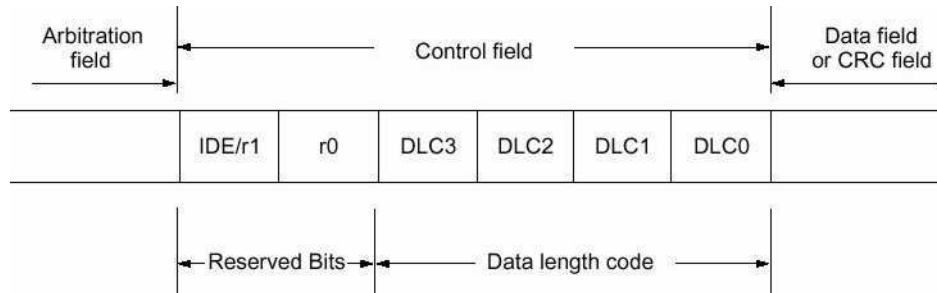 Arbitration
field
Control field
Data field
or CRC field
IDE/r1
r0
DLC3
DLC2
DLC1
DLC0
Reserved Bits
Data length code